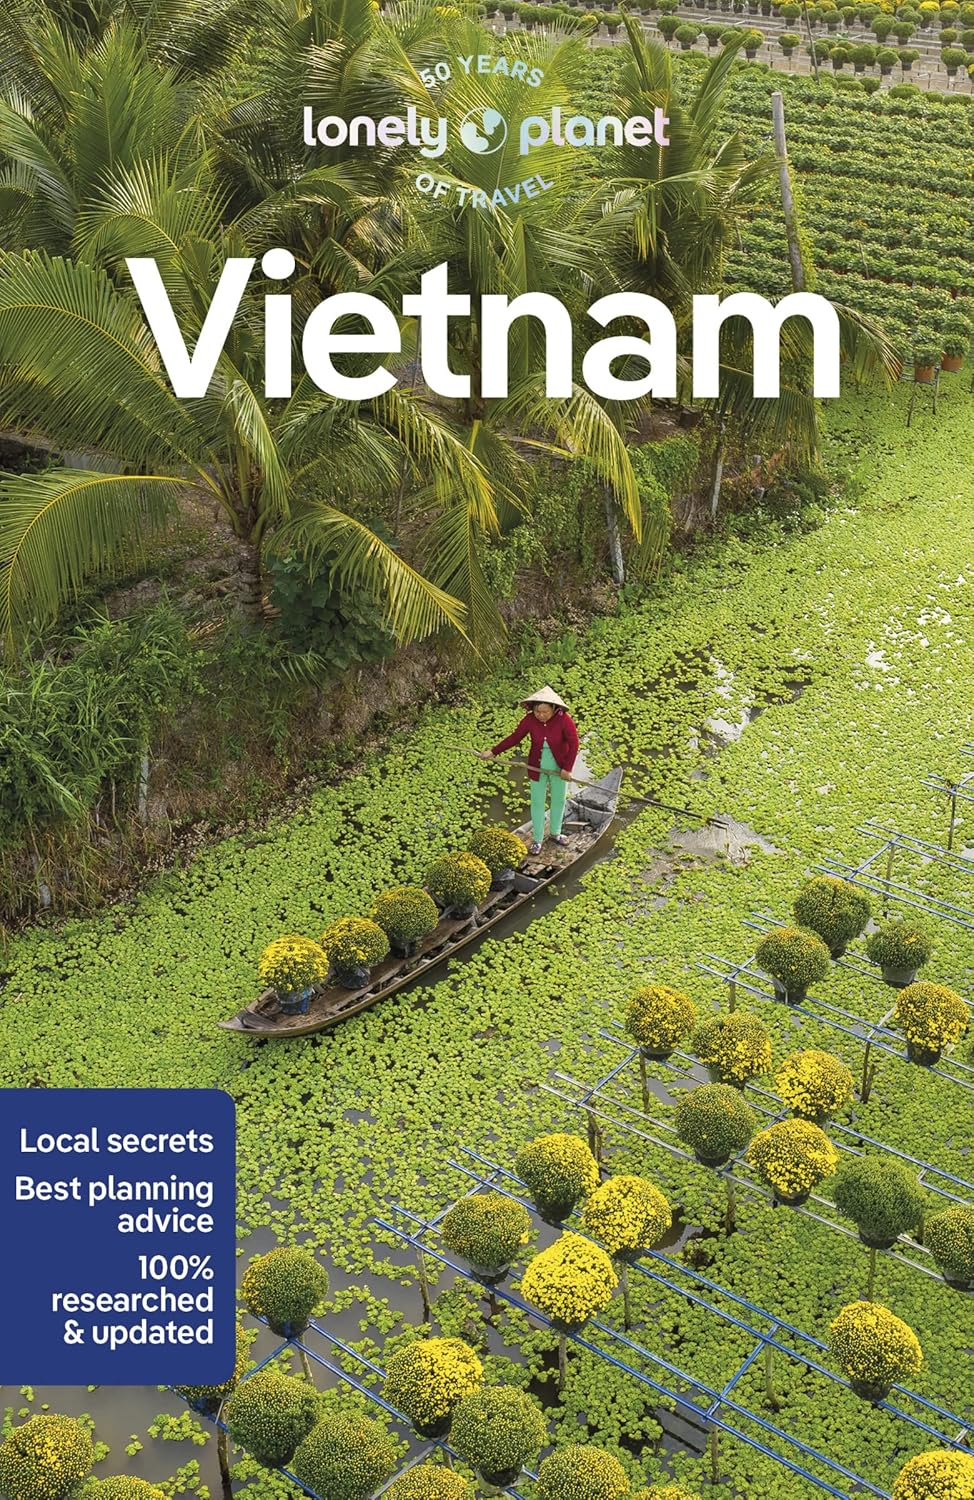 50 YEARS
lonely planet
OF TRAVEL
Vietnam
Local secrets
Best planning
advice
100%
researched
& updated